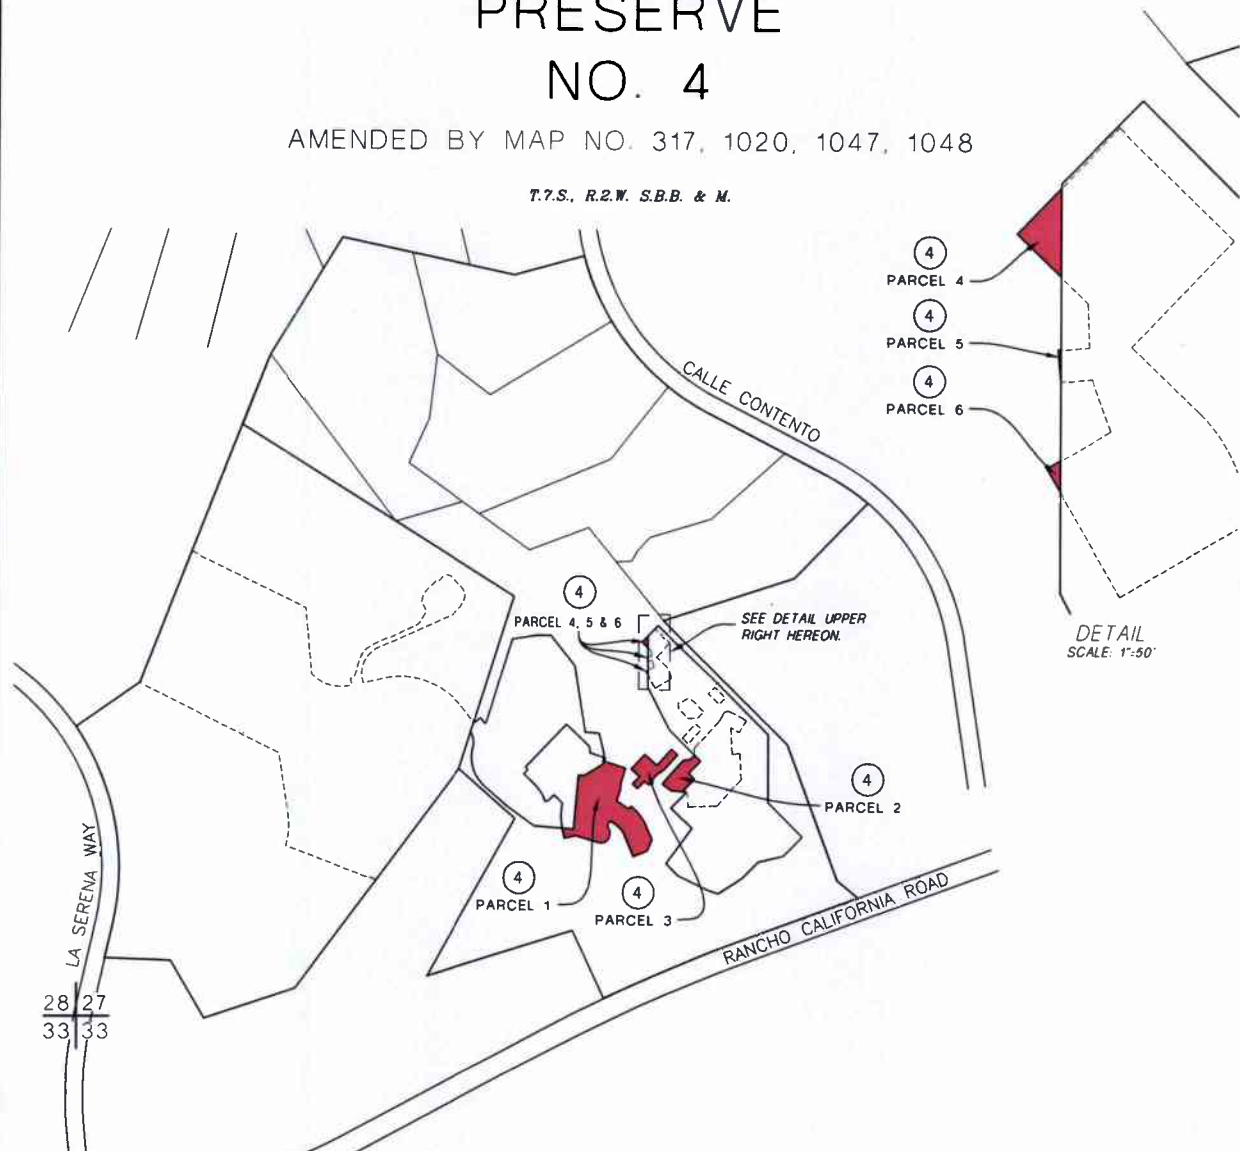 PRESERVE
NO. 4
AMENDED BY MAP NO. 317, 1020, 1047, 1048
T.7.S., R.2.W. S.B.B. & M.
4
PARCEL 4
4
PARCEL 5
4
PARCEL 6
CALLE CONTENTO
4
PARCEL 4, 5 & 6
SEE DETAIL UPPER
RIGHT HEREON.
DETAIL
SCALE: 1"=50'
4
PARCEL 2
4
PARCEL 1
4
PARCEL 3
LA SERENA WAY
RANCHO CALIFORNIA ROAD
28 27
33 33